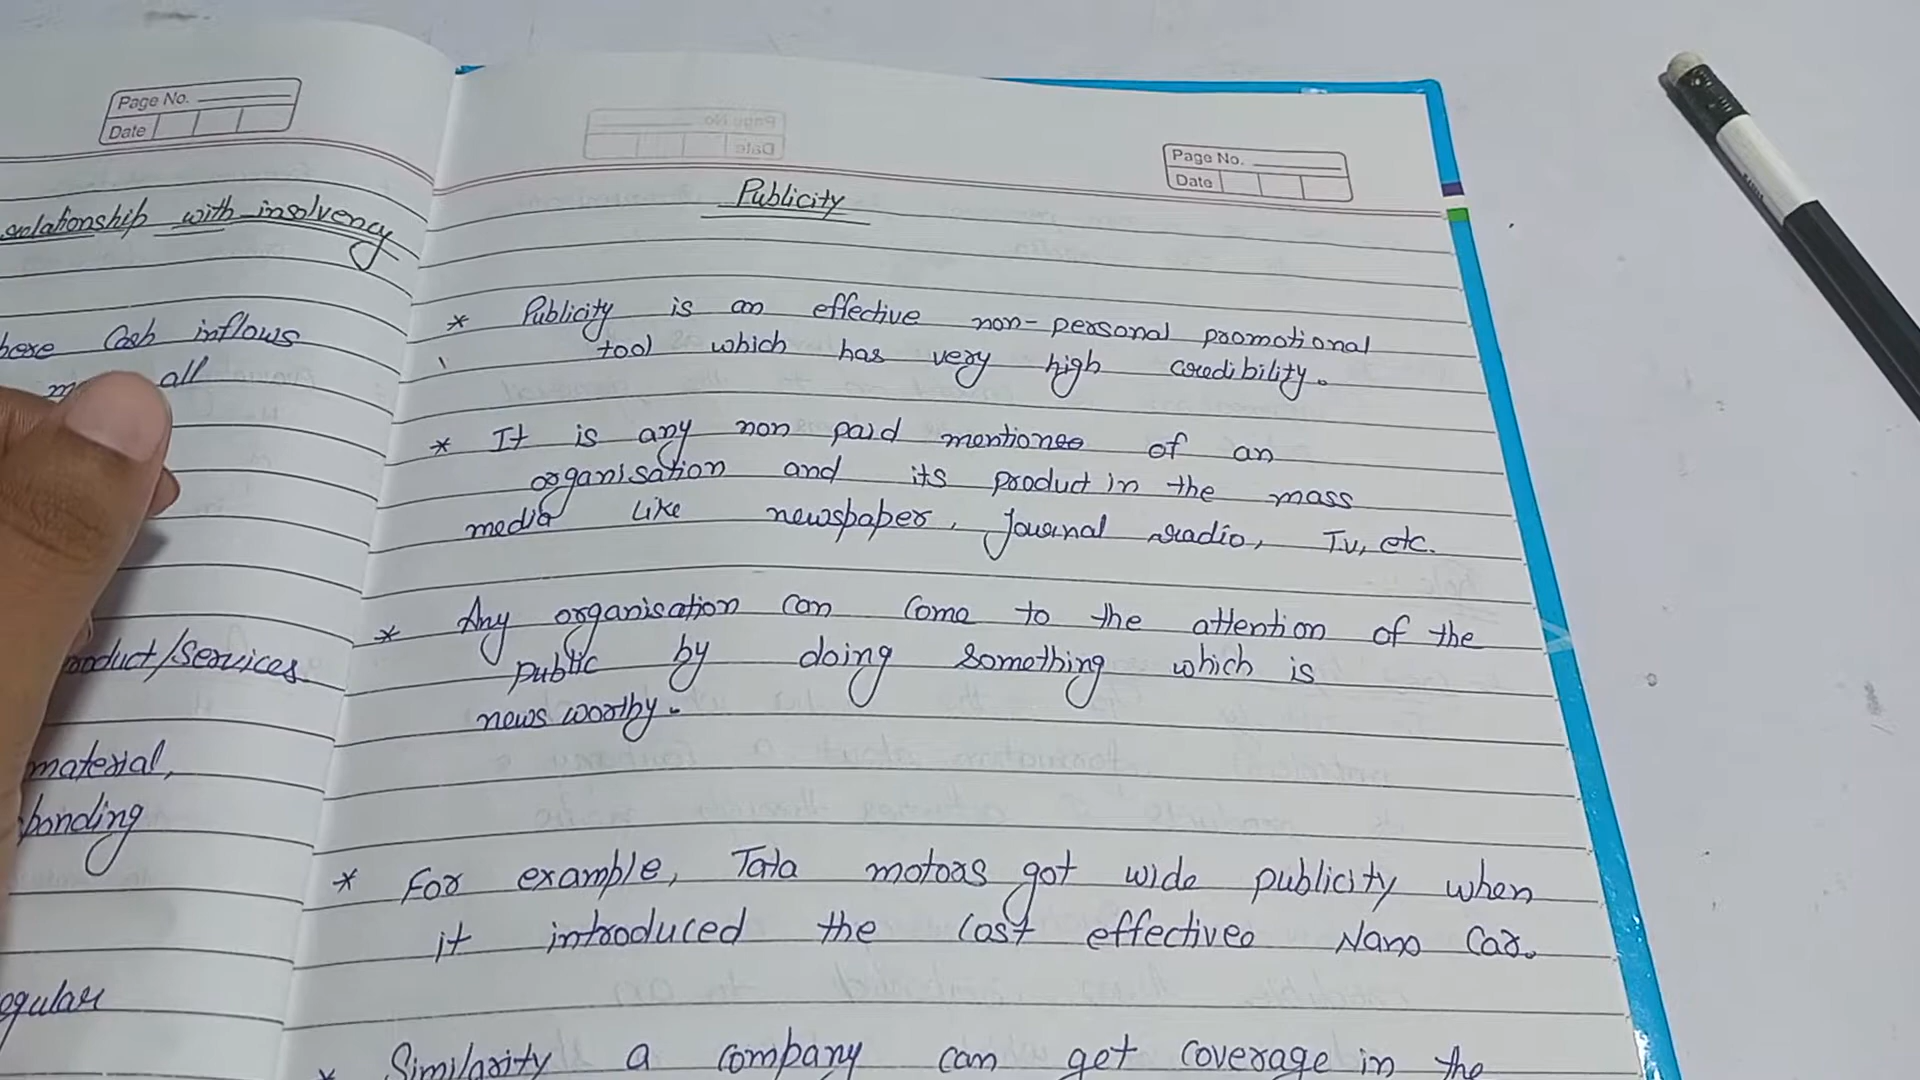 Page No.
Date
relationship with insolvency
Cash inflows
all
product/services
material,
Page No.
Date
Publicity
* Publicity is an effective non-personal promotional
tool which has very high credibility.
* It is any non paid mentionee of an
organisation and its product in the mass
media like newspaper, Journal radio, T.v, etc.
* Any organisation can come to the attention of the
public by doing something which is
news worthy.
* For example, Tata motors got wide publicity when
it introduced the cost effectivee Nano Car.
* Similarity a company can get coverage in the